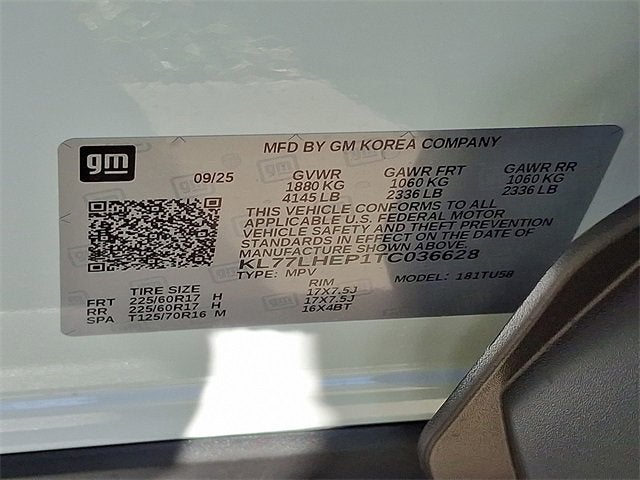 MFD BY GM KOREA COMPANY
gm
09/25
GVWR GAWR FRT GAWR RR
1880 KG 1060 KG 1060 KG
4145 LB 2336 LB 2336 LB
THIS VEHICLE CONFORMS TO ALL
APPLICABLE U.S. FEDERAL MOTOR
VEHICLE SAFETY AND THEFT PREVENTION
STANDARDS IN EFFECT ON THE DATE OF
MANUFACTURE SHOWN ABOVE.
KL77LHEP1TC036628
TYPE: MPV MODEL: 181TU58
TIRE SIZE RIM
FRT 225/60R17 H 17X7.5J
RR 225/60R17 H 17X7.5J
SPA T125/70R16 M 16X4BT